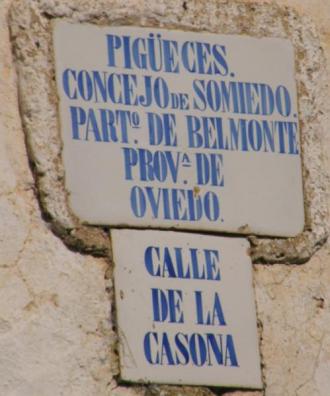 PIGÜECES.
CONCEJO DE SOMIEDO.
PARTº. DE BELMONTE
PROVª. DE
OVIEDO.
CALLE
DE LA
CASONA